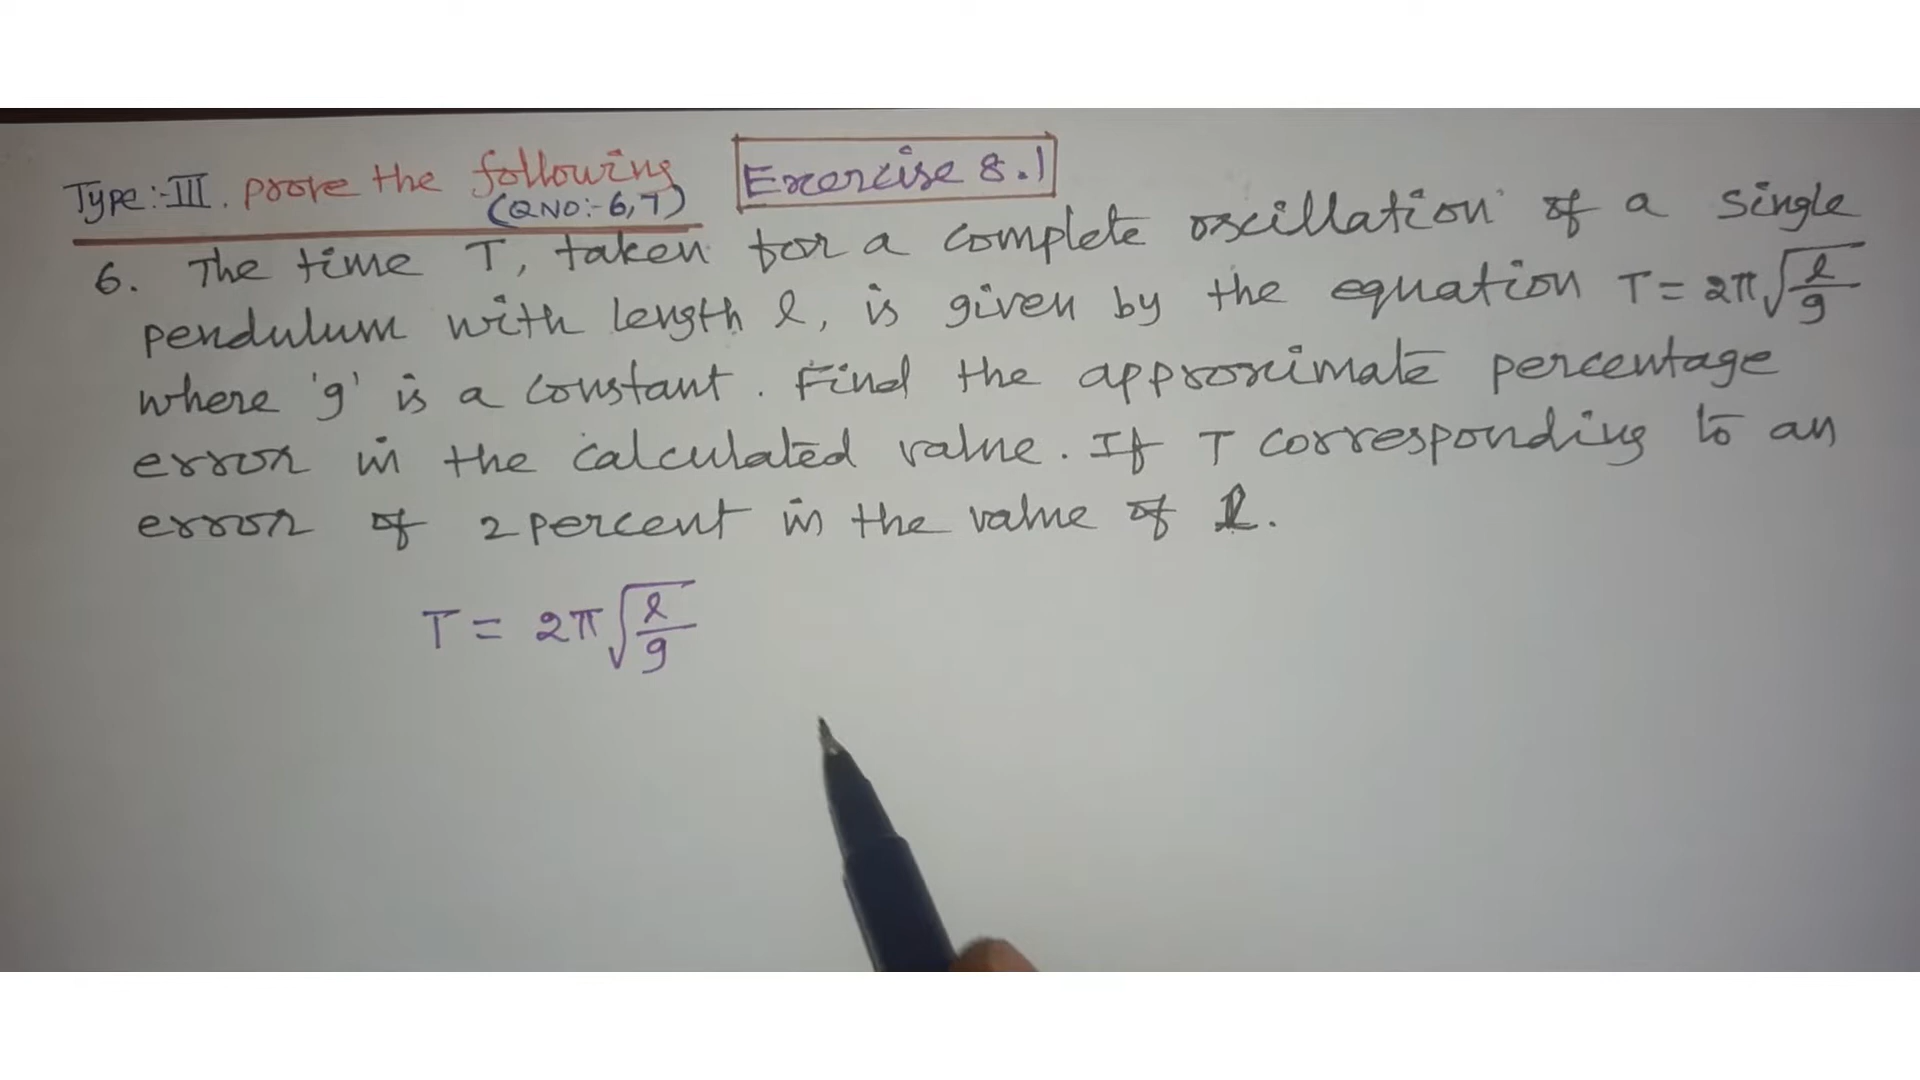 Type:-III. prove the following
(QNO:-6,7)
Exercise 8.1
6. The time T, taken for a complete oscillation of a single
pendulum with length l, is given by the equation T = 2π√(l/g)
where 'g' is a constant. Find the approximate percentage
error in the calculated value. If T corresponding to an
error of 2 percent in the value of l.
T = 2π√(l/g)